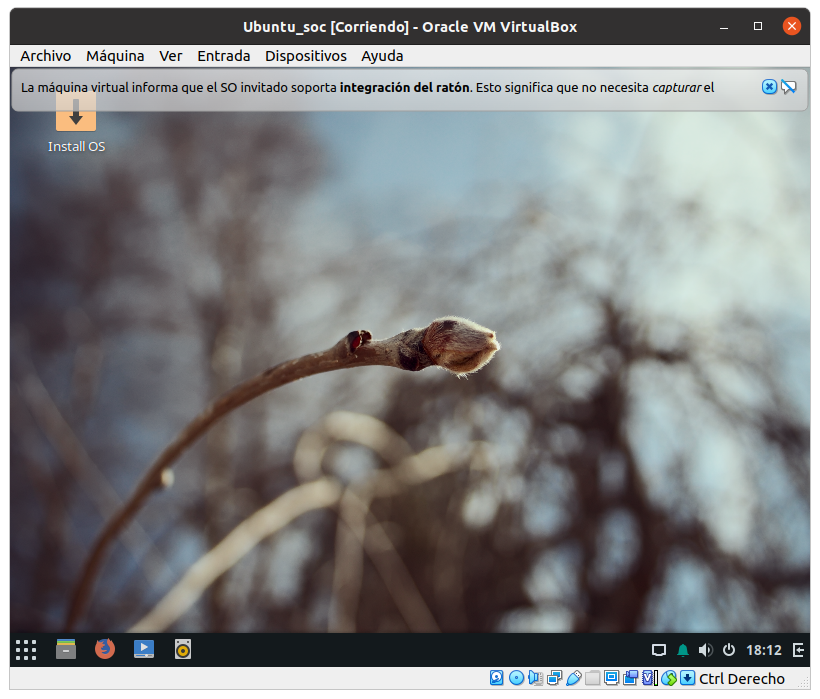 Ubuntu_soc [Corriendo] - Oracle VM VirtualBox
Archivo Máquina Ver Entrada Dispositivos Ayuda
La máquina virtual informa que el SO invitado soporta integración del ratón. Esto significa que no necesita capturar el
Install OS
18:12
Ctrl Derecho